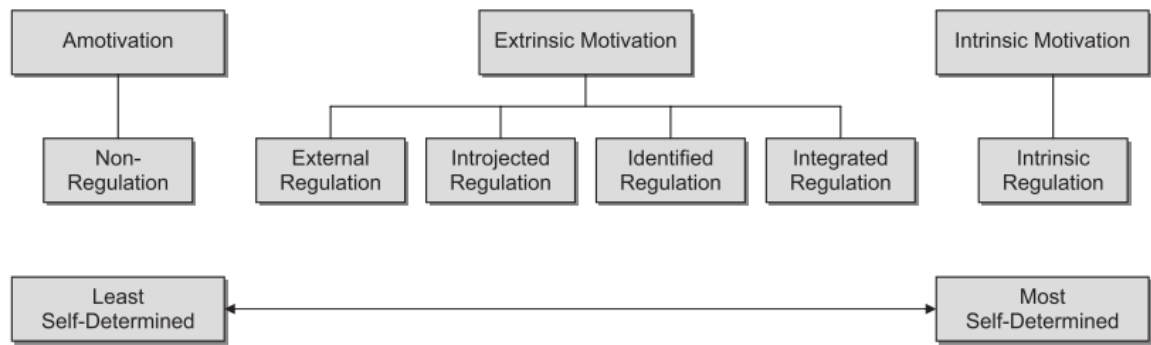 Amotivation
Extrinsic Motivation
Intrinsic Motivation
Non-
Regulation
External
Regulation
Introjected
Regulation
Identified
Regulation
Integrated
Regulation
Intrinsic
Regulation
Least
Self-Determined
Most
Self-Determined